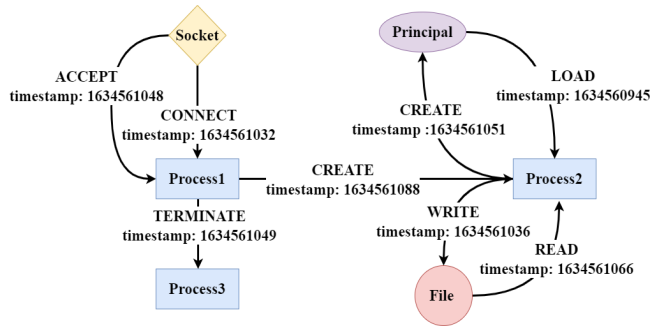 Socket
Principal
ACCEPT
timestamp: 1634561048
LOAD
timestamp: 1634560945
CONNECT
timestamp: 1634561032
CREATE
timestamp :1634561051
Process1
CREATE
timestamp: 1634561088
Process2
TERMINATE
timestamp: 1634561049
WRITE
timestamp: 1634561036
READ
timestamp: 1634561066
Process3
File